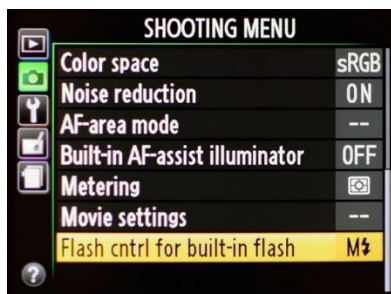 SHOOTING MENU
Color space sRGB
Noise reduction ON
AF-area mode --
Built-in AF-assist illuminator OFF
Metering
Movie settings --
Flash cntrl for built-in flash M⚡
?